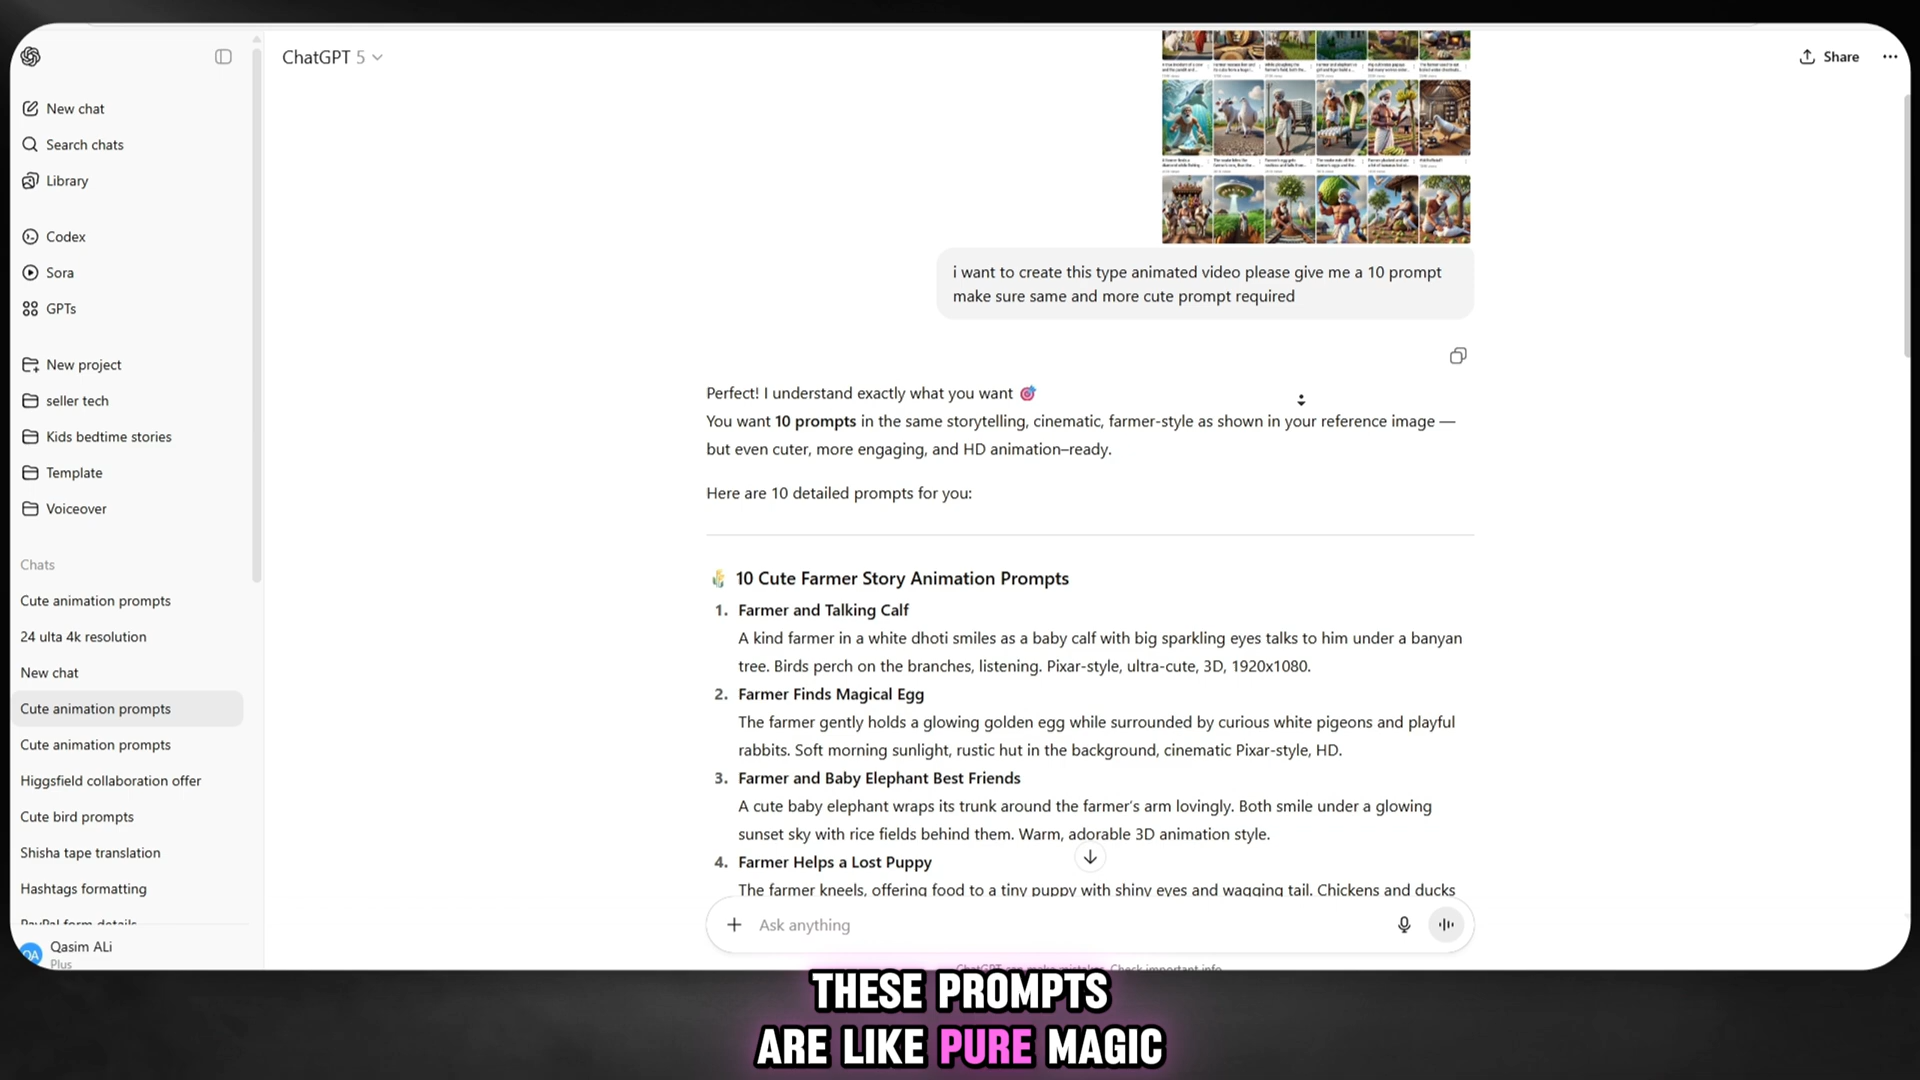 ChatGPT 5
Share
New chat
Search chats
Library
Codex
Sora
GPTs
New project
seller tech
Kids bedtime stories
Template
Voiceover
Chats
Cute animation prompts
24 ulta 4k resolution
New chat
Cute animation prompts
Cute animation prompts
Higgsfield collaboration offer
Cute bird prompts
Shisha tape translation
Hashtags formatting
PayPal form details
QA
Qasim ALi
Plus
i want to create this type animated video please give me a 10 prompt
make sure same and more cute prompt required
Perfect! I understand exactly what you want 🎯
You want 10 prompts in the same storytelling, cinematic, farmer-style as shown in your reference image —
but even cuter, more engaging, and HD animation–ready.
Here are 10 detailed prompts for you:
🌾 10 Cute Farmer Story Animation Prompts
1. Farmer and Talking Calf
A kind farmer in a white dhoti smiles as a baby calf with big sparkling eyes talks to him under a banyan
tree. Birds perch on the branches, listening. Pixar-style, ultra-cute, 3D, 1920x1080.
2. Farmer Finds Magical Egg
The farmer gently holds a glowing golden egg while surrounded by curious white pigeons and playful
rabbits. Soft morning sunlight, rustic hut in the background, cinematic Pixar-style, HD.
3. Farmer and Baby Elephant Best Friends
A cute baby elephant wraps its trunk around the farmer's arm lovingly. Both smile under a glowing
sunset sky with rice fields behind them. Warm, adorable 3D animation style.
4. Farmer Helps a Lost Puppy
The farmer kneels, offering food to a tiny puppy with shiny eyes and wagging tail. Chickens and ducks
Ask anything
ChatGPT can make mistakes. Check important info.
THESE PROMPTS
ARE LIKE PURE MAGIC